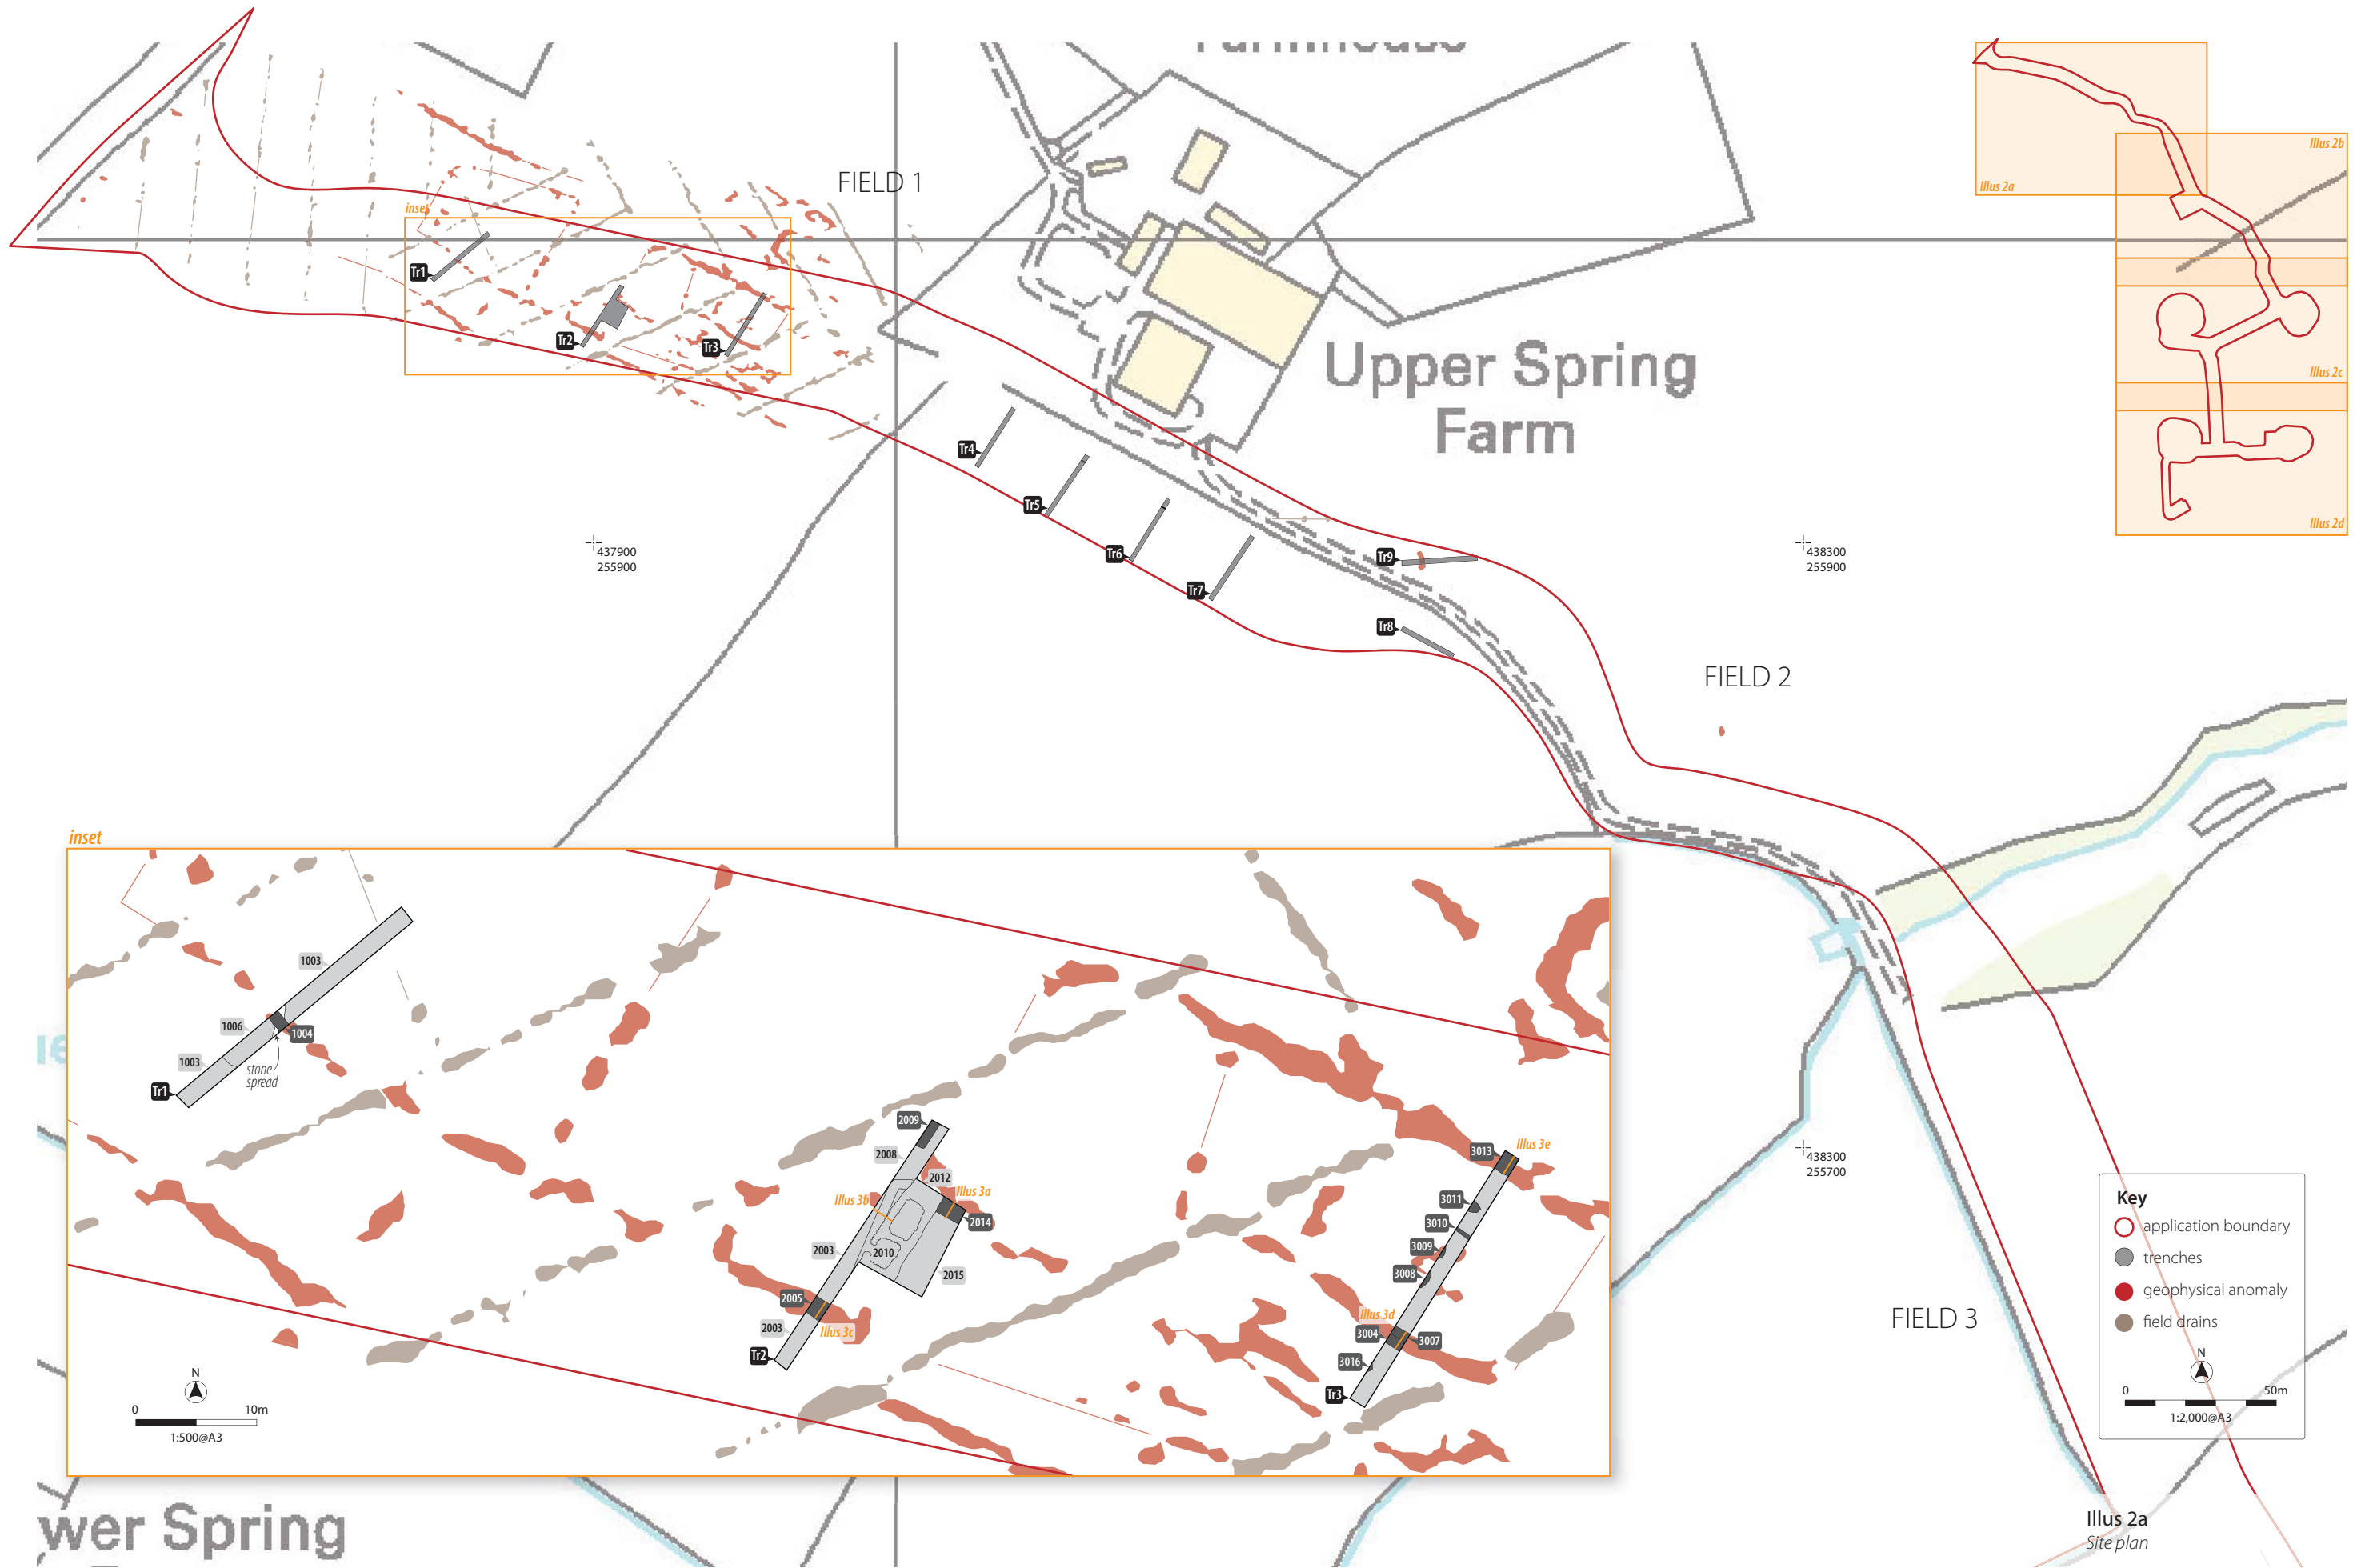 Farmhouse
FIELD 1
inset
Tr1
Tr2
Tr3
Illus 2a
Illus 2b
Illus 2c
Illus 2d
Upper Spring
Farm
Tr4
Tr5
Tr6
Tr7
Tr8
Tr9
437900
255900
438300
255900
FIELD 2
inset
1003
1006
1004
1003
stone
spread
Tr1
2009
2008
2012
Illus 3a
Illus 3b
2014
2003
2010
2015
2005
Illus 3c
2003
Tr2
3013
Illus 3e
3011
3010
3009
3008
Illus 3d
3004
3007
3016
Tr3
N
0 10m
1:500@A3
438300
255700
FIELD 3
Key
application boundary
trenches
geophysical anomaly
field drains
N
0 50m
1:2,000@A3
wer Spring
Illus 2a
Site plan